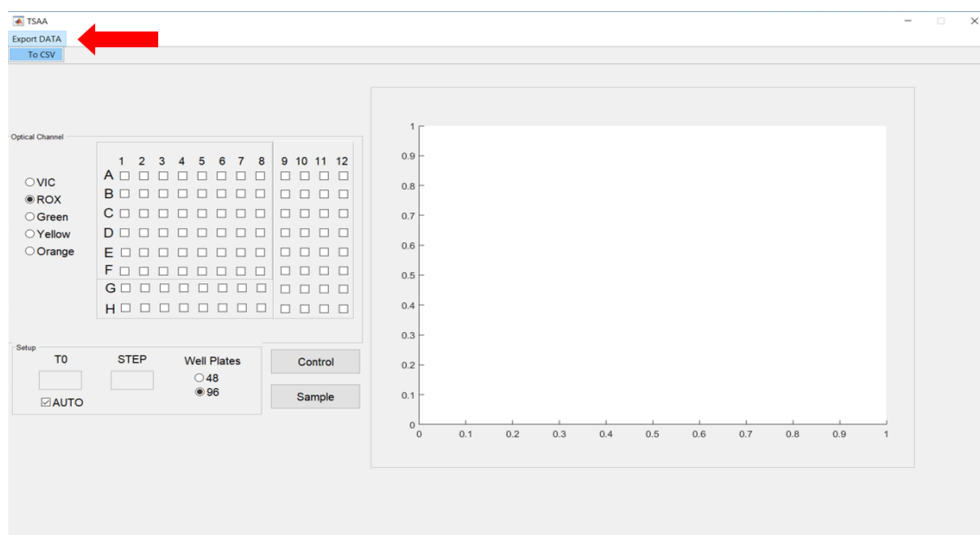 TSAA
Export DATA
To CSV
Optical Channel
VIC
ROX
Green
Yellow
Orange
1 2 3 4 5 6 7 8 9 10 11 12
A
B
C
D
E
F
G
H
Setup
T0 STEP Well Plates
48
96
AUTO
Control
Sample
1
0.9
0.8
0.7
0.6
0.5
0.4
0.3
0.2
0.1
0
0 0.1 0.2 0.3 0.4 0.5 0.6 0.7 0.8 0.9 1